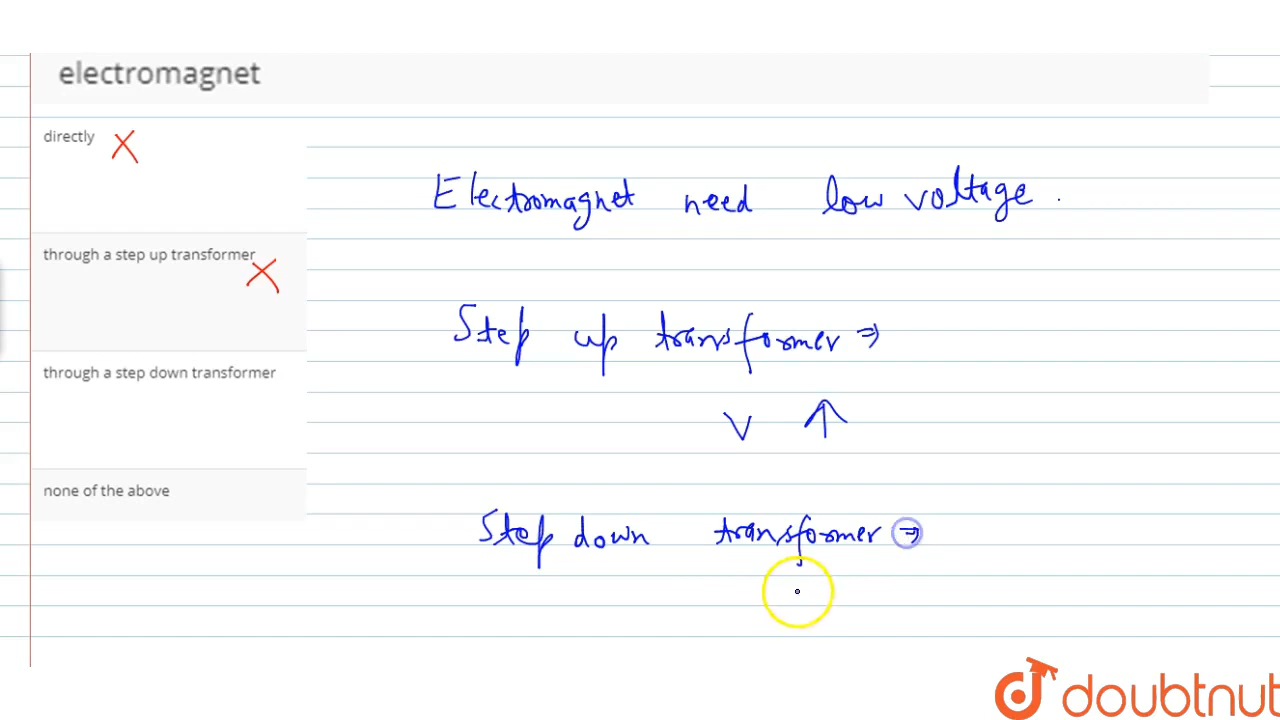 electromagnet
directly X
Electromagnet need low voltage.
through a step up transformer X
Step up transformer ⇒
through a step down transformer
V ↑
none of the above
Step down transformer ⇒
doubtnut